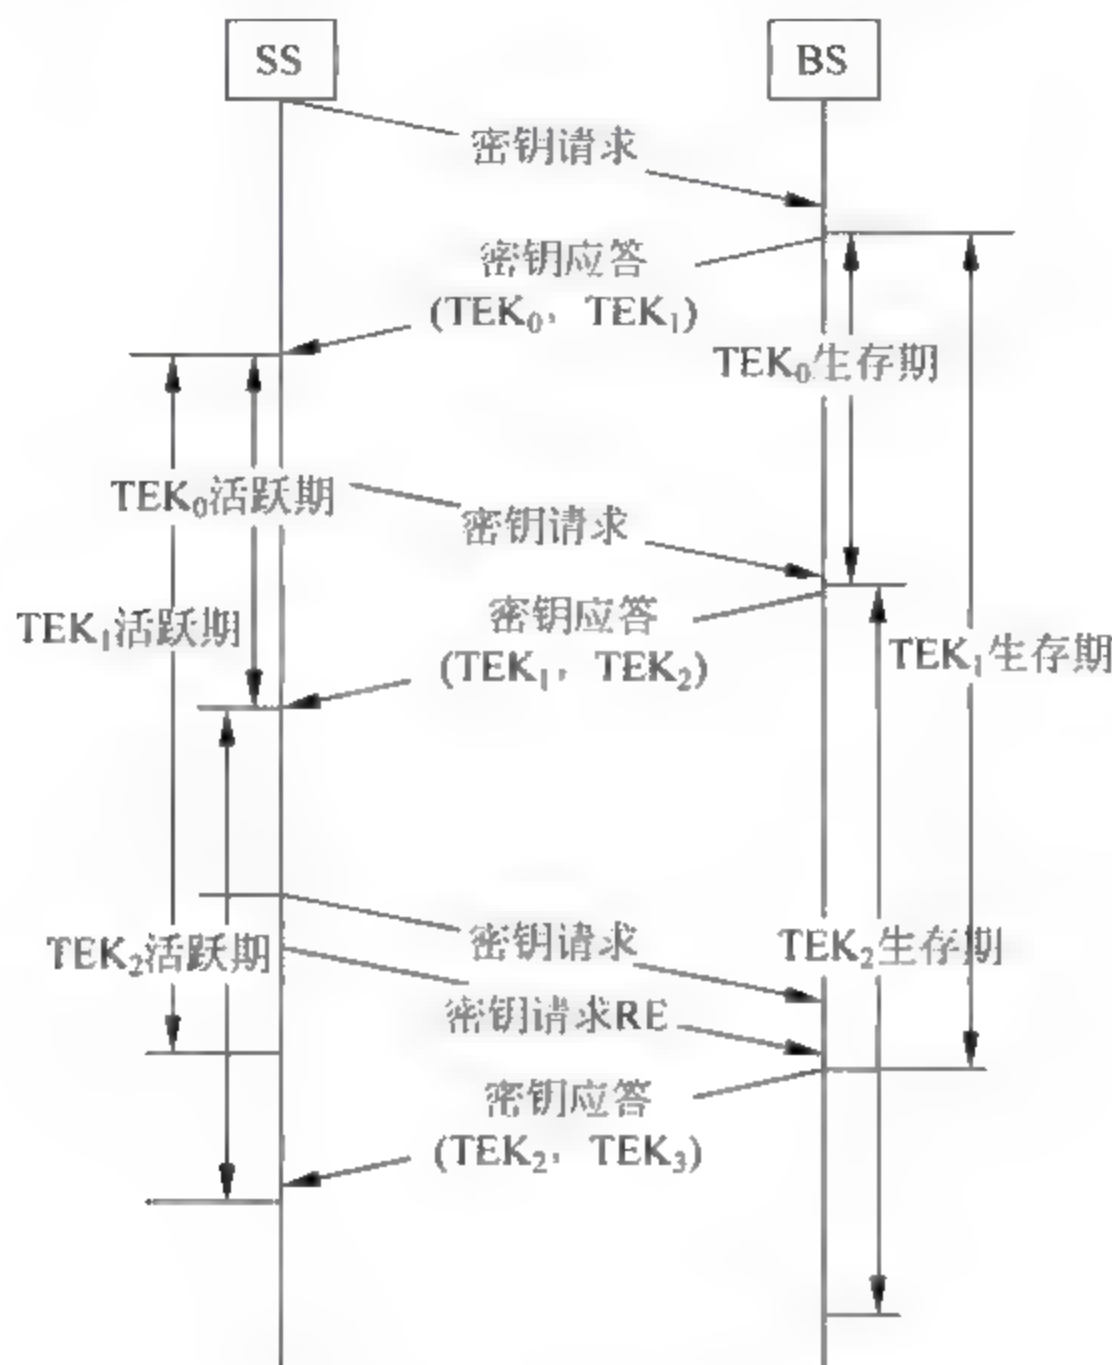 SS
BS
密钥请求
密钥应答
(TEK₀, TEK₁)
TEK₀生存期
TEK₀活跃期
密钥请求
密钥应答
(TEK₁, TEK₂)
TEK₁活跃期
TEK₁生存期
密钥请求
TEK₂活跃期
TEK₂生存期
密钥请求RE
密钥应答
(TEK₂, TEK₃)